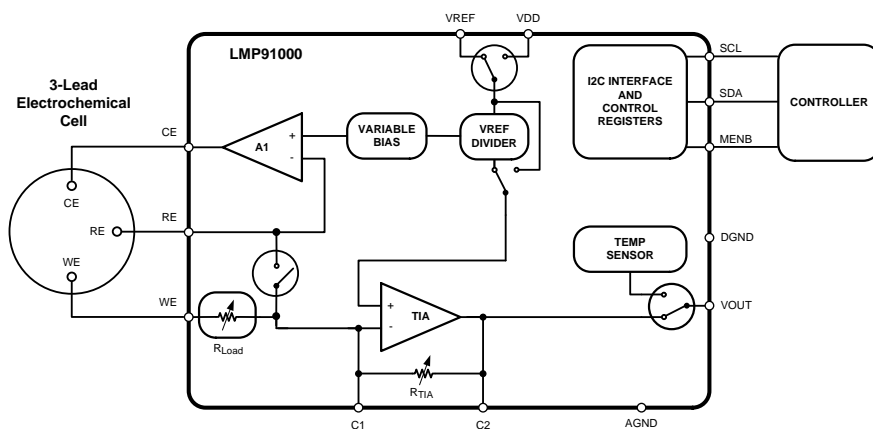 VREF
VDD
LMP91000
3-Lead
Electrochemical
Cell
CE
A1
+
-
VARIABLE
BIAS
VREF
DIVIDER
I2C INTERFACE
AND
CONTROL
REGISTERS
SCL
SDA
MENB
CONTROLLER
CE
RE
WE
RE
WE
RLoad
+
-
TIA
RTIA
TEMP
SENSOR
DGND
VOUT
C1
C2
AGND